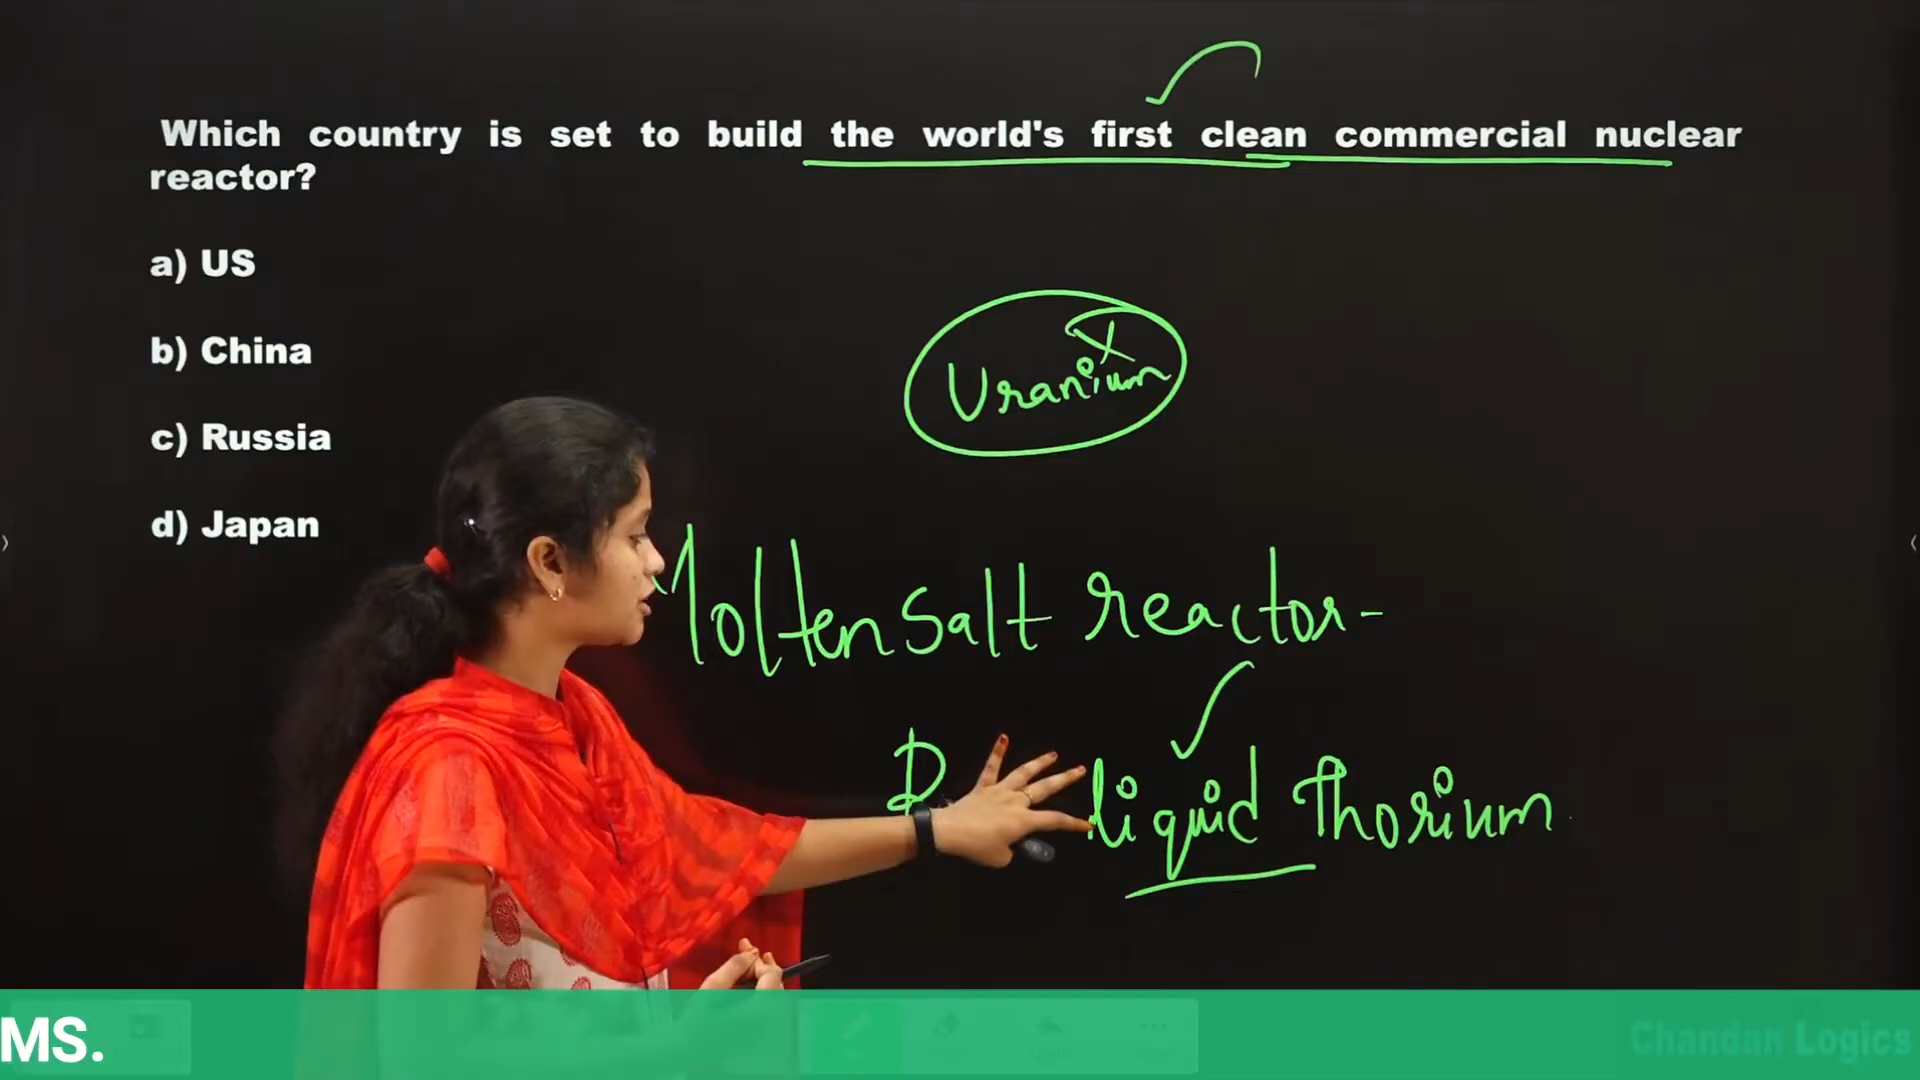 Which country is set to build the world's first clean commercial nuclear
reactor?
a) US
b) China
c) Russia
d) Japan
Uranium
Molten salt reactor-
liquid Thorium
MS.
Chandan Logics